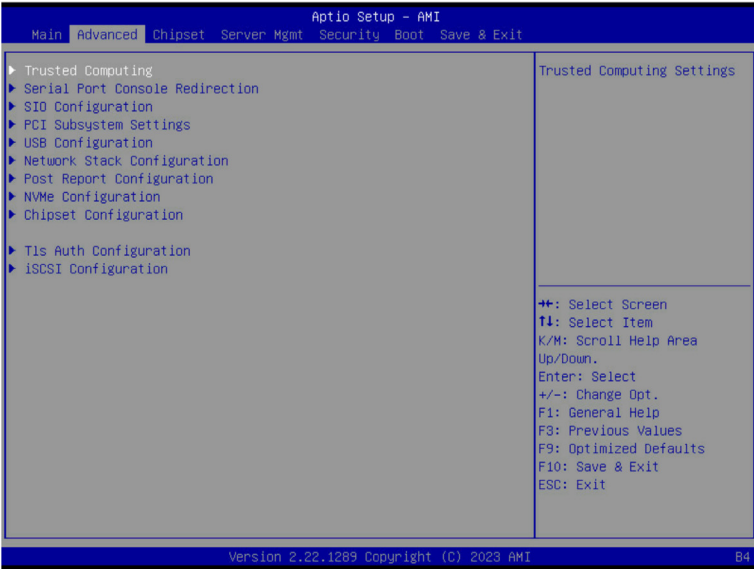 Aptio Setup – AMI
Main Advanced Chipset Server Mgmt Security Boot Save & Exit
▶ Trusted Computing
▶ Serial Port Console Redirection
▶ SIO Configuration
▶ PCI Subsystem Settings
▶ USB Configuration
▶ Network Stack Configuration
▶ Post Report Configuration
▶ NVMe Configuration
▶ Chipset Configuration
▶ Tls Auth Configuration
▶ iSCSI Configuration
Trusted Computing Settings
→←: Select Screen
↑↓: Select Item
K/M: Scroll Help Area
Up/Down.
Enter: Select
+/-: Change Opt.
F1: General Help
F3: Previous Values
F9: Optimized Defaults
F10: Save & Exit
ESC: Exit
Version 2.22.1289 Copyright (C) 2023 AMI
B4